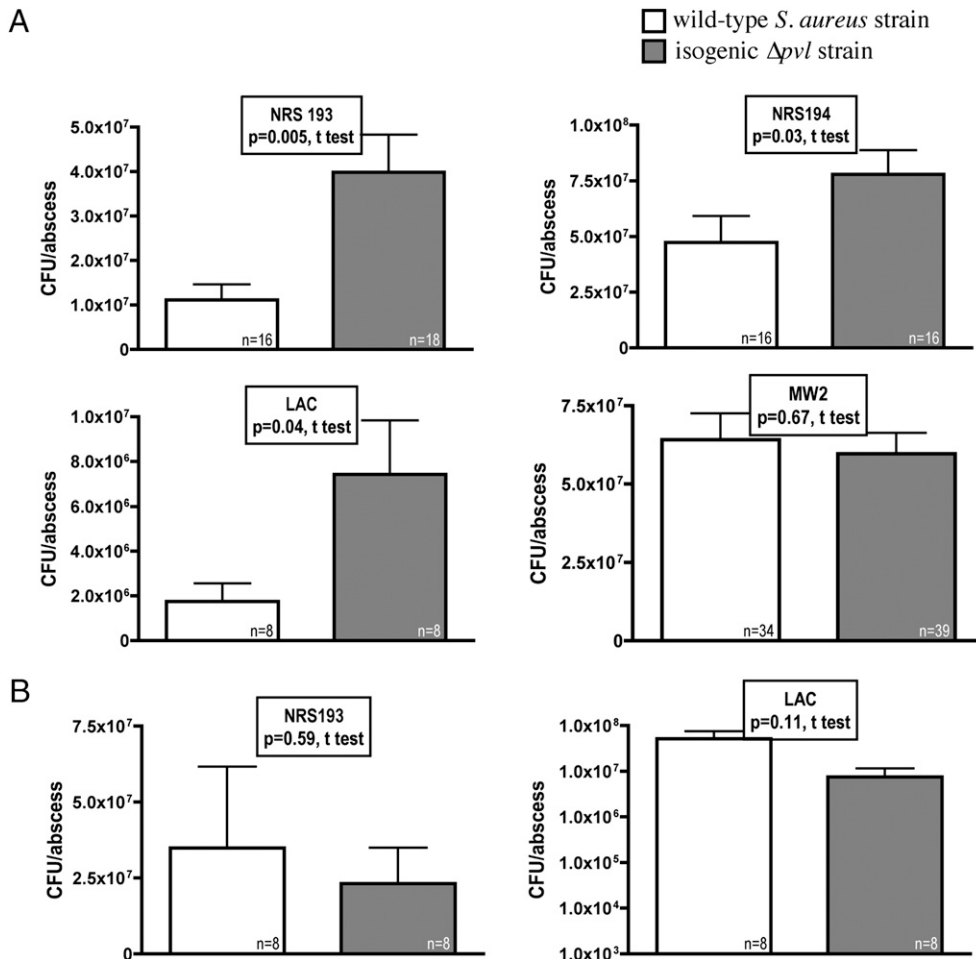 A
wild-type S. aureus strain
isogenic Δpvl strain
NRS 193
p=0.005, t test
CFU/abscess
5.0x10⁷
4.0x10⁷
3.0x10⁷
2.0x10⁷
1.0x10⁷
0
n=16
n=18
NRS194
p=0.03, t test
CFU/abscess
1.0x10⁸
7.5x10⁷
5.0x10⁷
2.5x10⁷
0
n=16
n=16
LAC
p=0.04, t test
CFU/abscess
1.0x10⁷
8.0x10⁶
6.0x10⁶
4.0x10⁶
2.0x10⁶
0
n=8
n=8
MW2
p=0.67, t test
CFU/abscess
7.5x10⁷
5.0x10⁷
2.5x10⁷
0
n=34
n=39
B
NRS193
p=0.59, t test
CFU/abscess
7.5x10⁷
5.0x10⁷
2.5x10⁷
0
n=8
n=8
LAC
p=0.11, t test
CFU/abscess
1.0x10⁸
1.0x10⁷
1.0x10⁶
1.0x10⁵
1.0x10⁴
1.0x10³
n=8
n=8